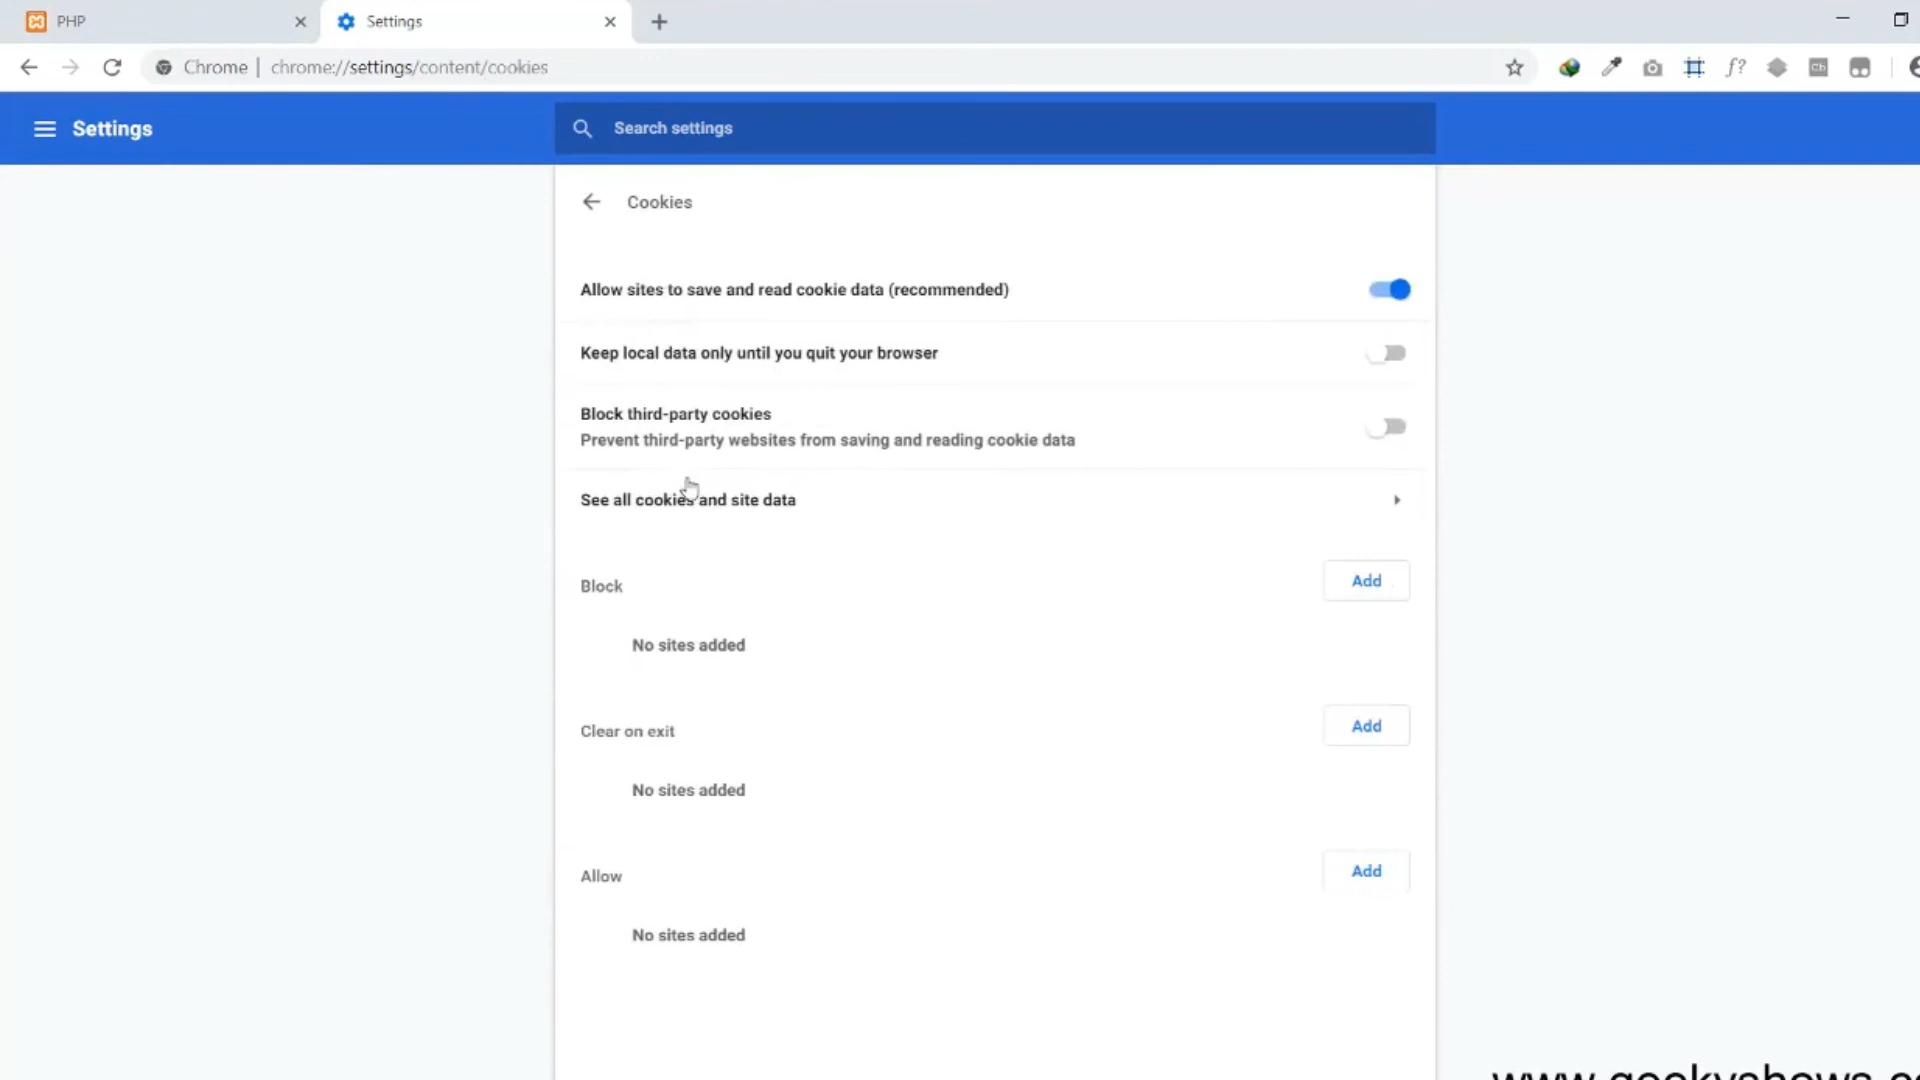 PHP
Settings
Chrome | chrome://settings/content/cookies
f?
Settings
Search settings
Cookies
Allow sites to save and read cookie data (recommended)
Keep local data only until you quit your browser
Block third-party cookies
Prevent third-party websites from saving and reading cookie data
See all cookies and site data
Block
Add
No sites added
Clear on exit
Add
No sites added
Allow
Add
No sites added